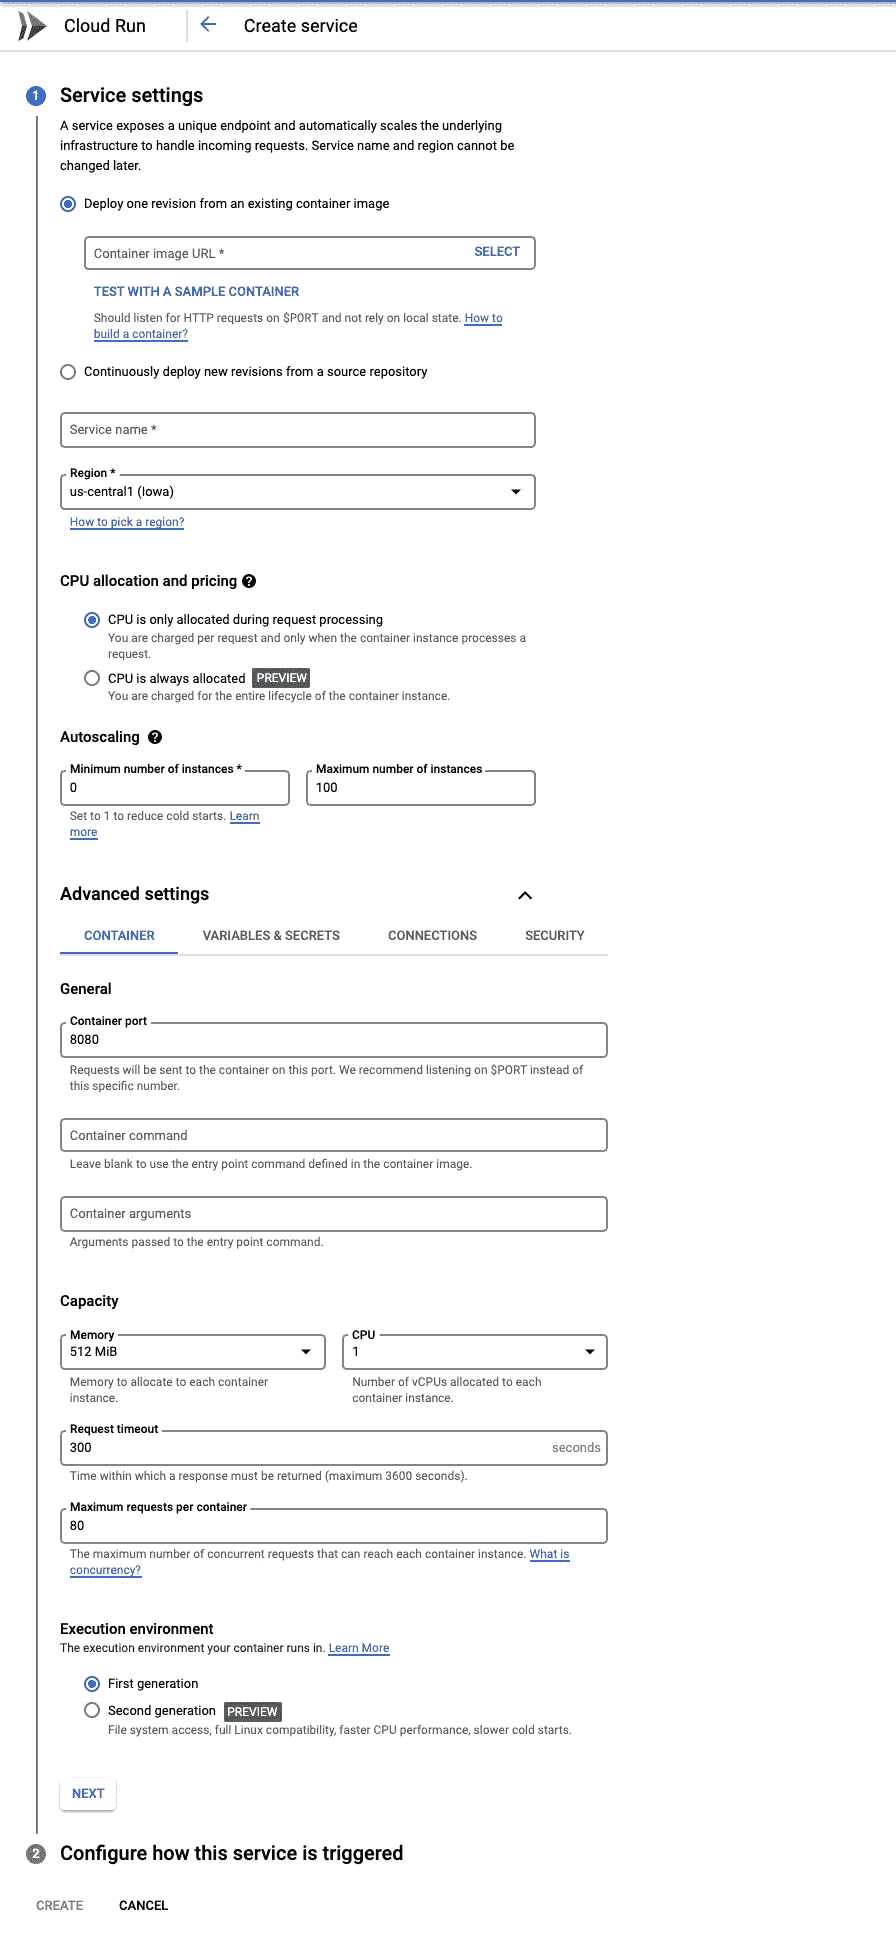 Cloud Run
Create service
1
Service settings
A service exposes a unique endpoint and automatically scales the underlying
infrastructure to handle incoming requests. Service name and region cannot be
changed later.
Deploy one revision from an existing container image
Container image URL *
SELECT
TEST WITH A SAMPLE CONTAINER
Should listen for HTTP requests on $PORT and not rely on local state. How to
build a container?
Continuously deploy new revisions from a source repository
Service name *
Region *
us-central1 (Iowa)
How to pick a region?
CPU allocation and pricing ?
CPU is only allocated during request processing
You are charged per request and only when the container instance processes a
request.
CPU is always allocated PREVIEW
You are charged for the entire lifecycle of the container instance.
Autoscaling ?
Minimum number of instances *
0
Maximum number of instances
100
Set to 1 to reduce cold starts. Learn
more
Advanced settings
CONTAINER VARIABLES & SECRETS CONNECTIONS SECURITY
General
Container port
8080
Requests will be sent to the container on this port. We recommend listening on $PORT instead of
this specific number.
Container command
Leave blank to use the entry point command defined in the container image.
Container arguments
Arguments passed to the entry point command.
Capacity
Memory
512 MiB
Memory to allocate to each container
instance.
CPU
1
Number of vCPUs allocated to each
container instance.
Request timeout
300 seconds
Time within which a response must be returned (maximum 3600 seconds).
Maximum requests per container
80
The maximum number of concurrent requests that can reach each container instance. What is
concurrency?
Execution environment
The execution environment your container runs in. Learn More
First generation
Second generation PREVIEW
File system access, full Linux compatibility, faster CPU performance, slower cold starts.
NEXT
2
Configure how this service is triggered
CREATE CANCEL